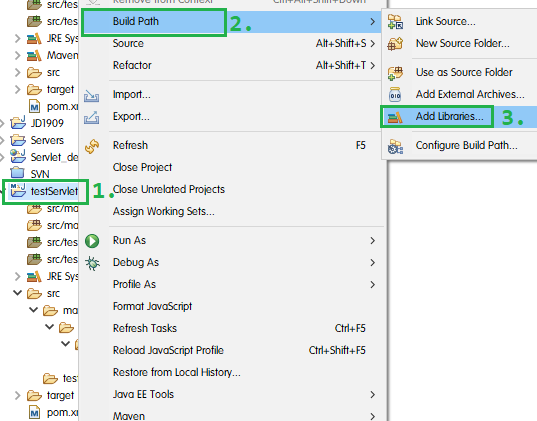 Remove from Context Ctrl+Alt+Shift+Down
src/tes
src/tes
JRE Sys
Maven
src
target
pom.xm
JD1909
Servers
Servlet_de
SVN
testServlet 1.
src/ma
src/ma
src/tes
src/tes
JRE Sys
src
ma
tes
target
pom.xm
Build Path 2.
Source Alt+Shift+S
Refactor Alt+Shift+T
Import...
Export...
Refresh F5
Close Project
Close Unrelated Projects
Assign Working Sets...
Run As
Debug As
Profile As
Format JavaScript
Refresh Tasks Ctrl+F5
Reload JavaScript Profile Ctrl+Shift+F5
Restore from Local History...
Java EE Tools
Maven
Link Source...
New Source Folder...
Use as Source Folder
Add External Archives...
Add Libraries... 3.
Configure Build Path...